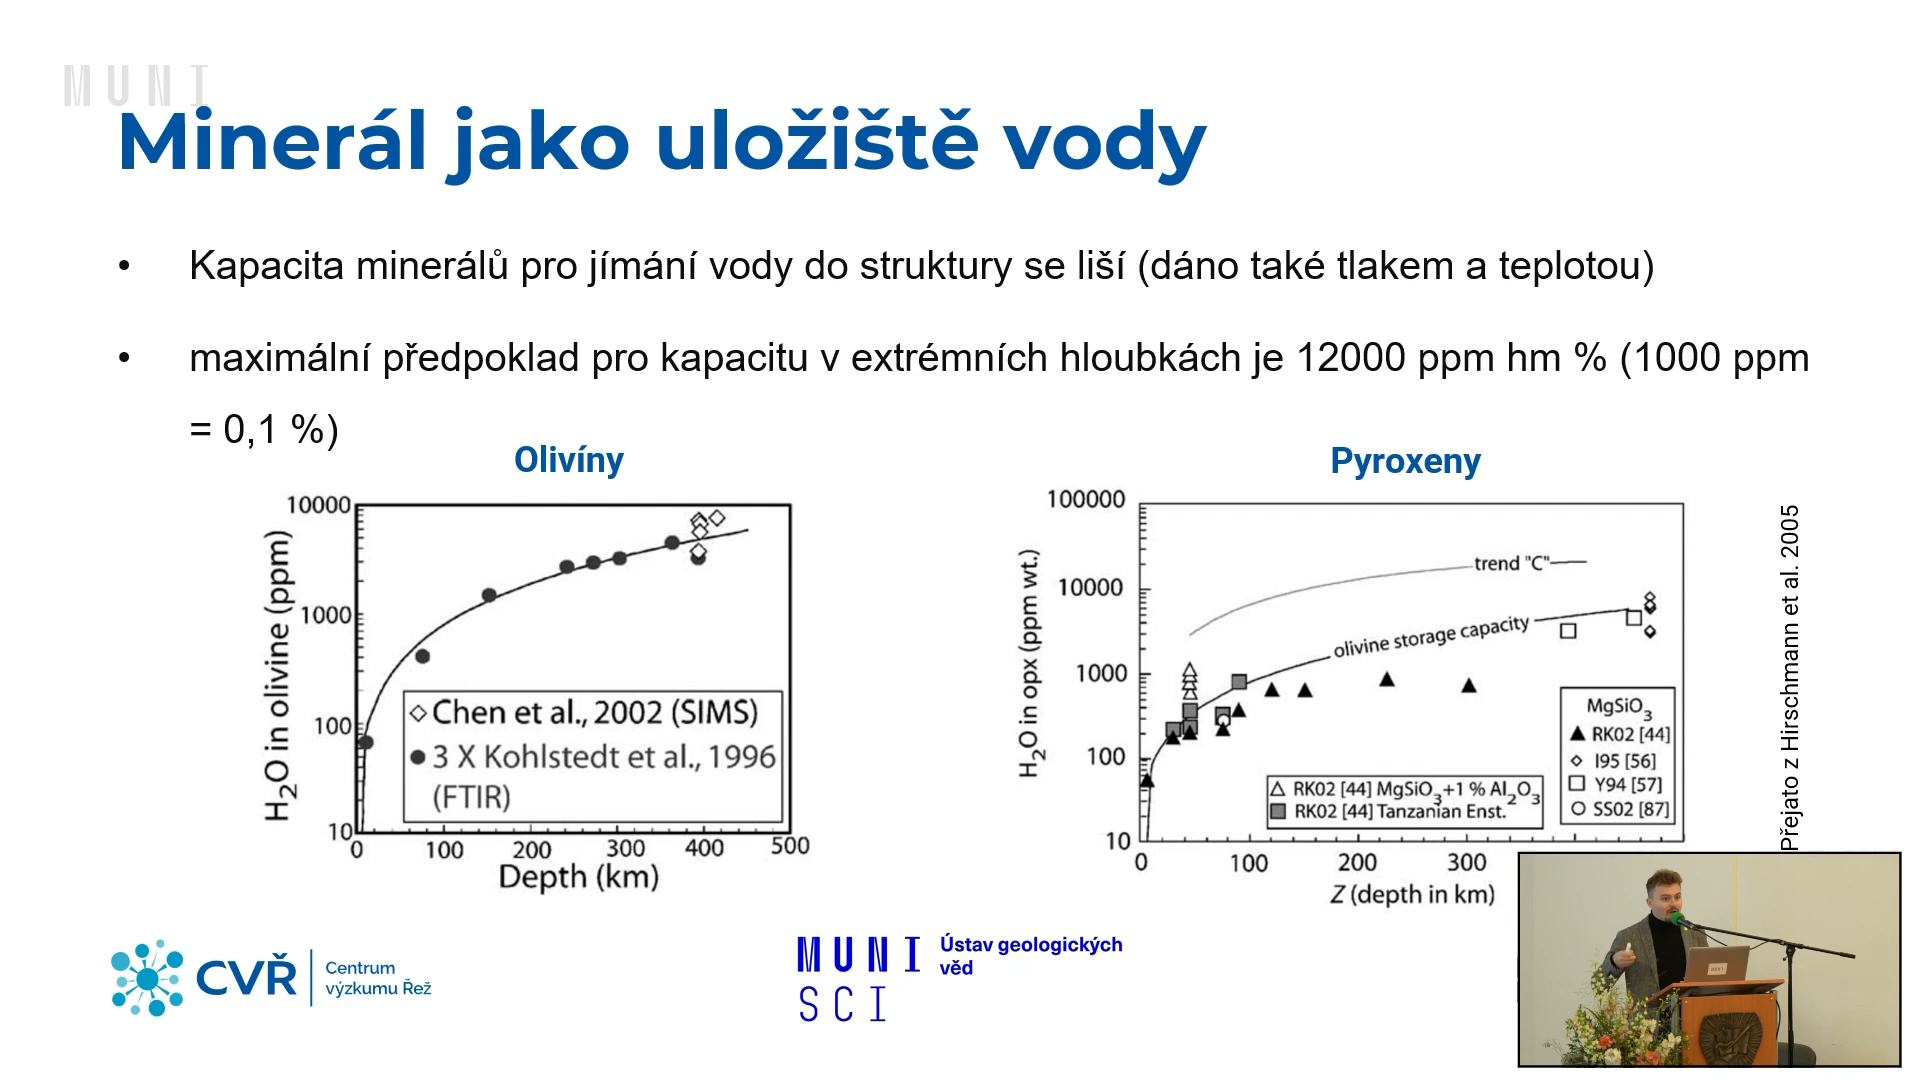 MUNI
Minerál jako uložiště vody
• Kapacita minerálů pro jímání vody do struktury se liší (dáno také tlakem a teplotou)
• maximální předpoklad pro kapacitu v extrémních hloubkách je 12000 ppm hm % (1000 ppm
= 0,1 %)
Olivíny
10000
1000
100
10
H2O in olivine (ppm)
Chen et al., 2002 (SIMS)
3 X Kohlstedt et al., 1996
(FTIR)
0 100 200 300 400 500
Depth (km)
Pyroxeny
100000
10000
1000
100
10
H2O in opx (ppm wt.)
trend "C"
olivine storage capacity
MgSiO3
RK02 [44]
I95 [56]
Y94 [57]
SS02 [87]
RK02 [44] MgSiO3+1 % Al2O3
RK02 [44] Tanzanian Enst.
0 100 200 300
Z (depth in km)
Přejato z Hirschmann et al. 2005
CVŘ
Centrum
výzkumu Řež
MUNI
SCI
Ústav geologických
věd